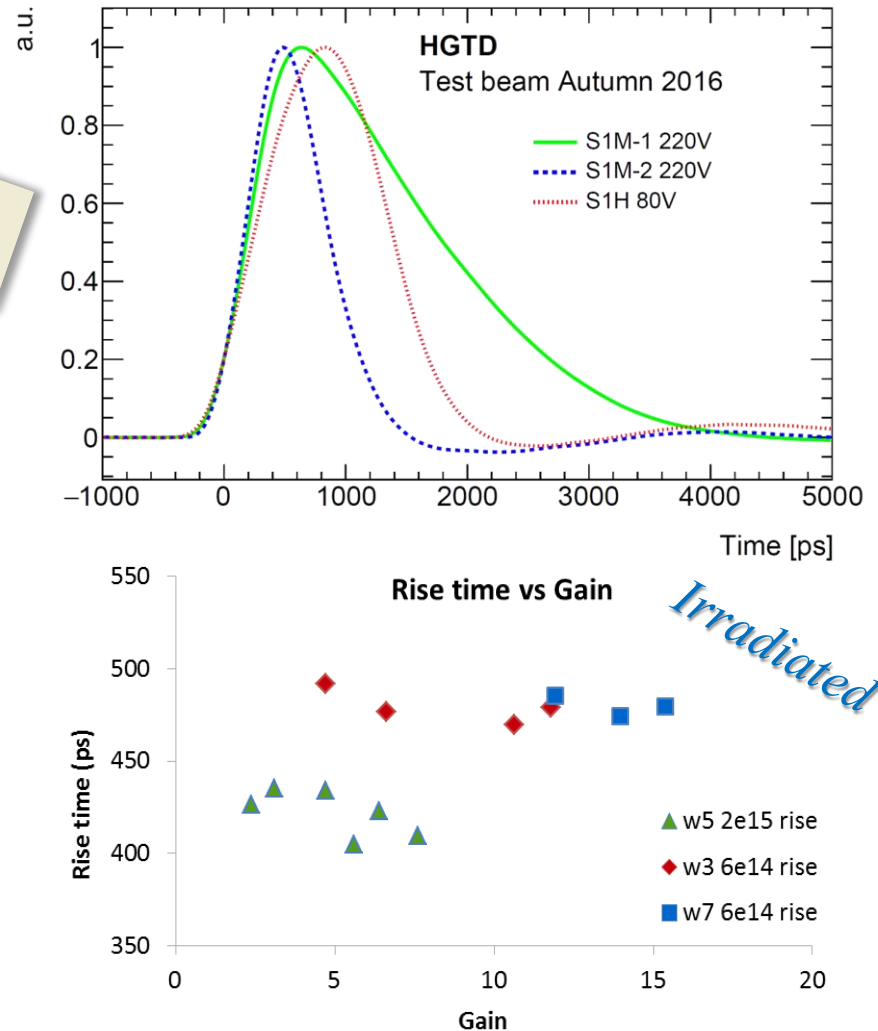 a.u.
HGTD
Test beam Autumn 2016
S1M-1 220V
S1M-2 220V
S1H 80V
1
0.8
0.6
0.4
0.2
0
−1000 0 1000 2000 3000 4000 5000
Time [ps]
Rise time vs Gain
Irradiated
550
500
450
400
350
Rise time (ps)
w5 2e15 rise
w3 6e14 rise
w7 6e14 rise
0 5 10 15 20
Gain